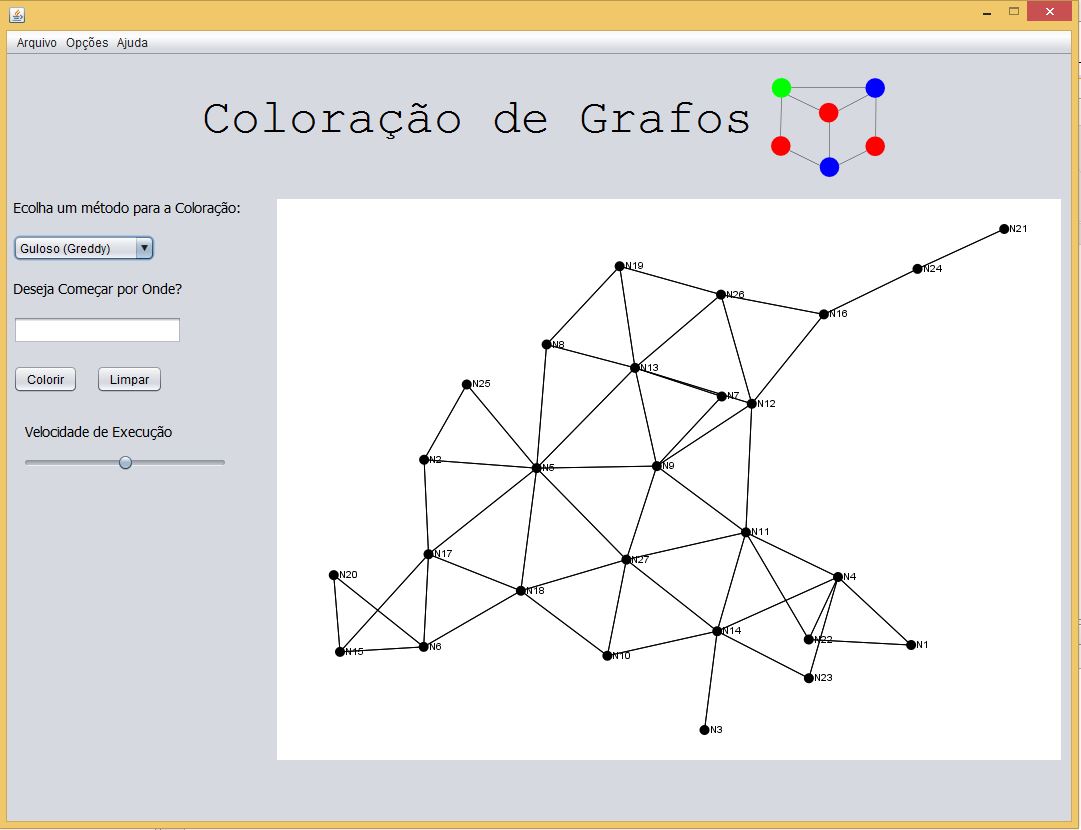 Arquivo Opções Ajuda
Coloração de Grafos
Ecolha um método para a Coloração:
Guloso (Greddy)
Deseja Começar por Onde?
Colorir Limpar
Velocidade de Execução
N21
N24
N19
N26
N16
N8
N13
N25
N7
N12
N2
N5
N9
N11
N17
N27
N20
N4
N18
N14
N22
N1
N15
N6
N10
N23
N3